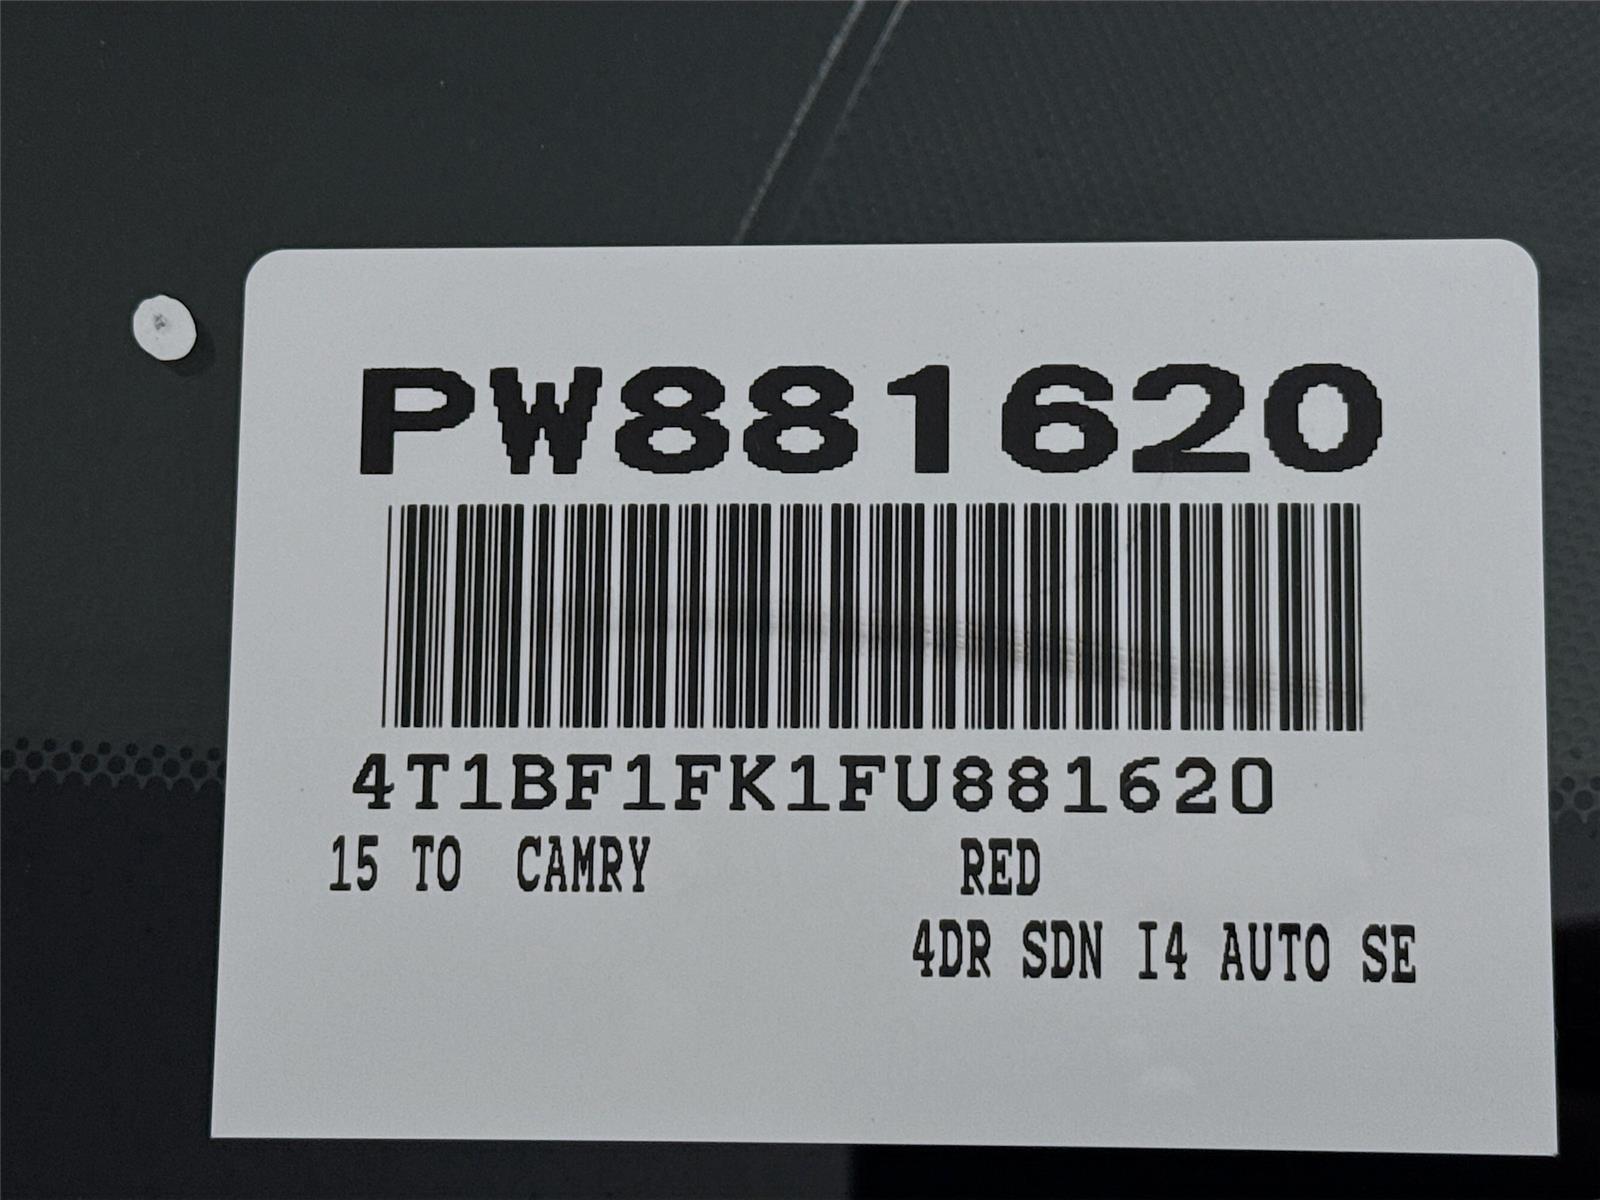 PW881620
4T1BF1FK1FU881620
15 TO CAMRY RED
4DR SDN I4 AUTO SE